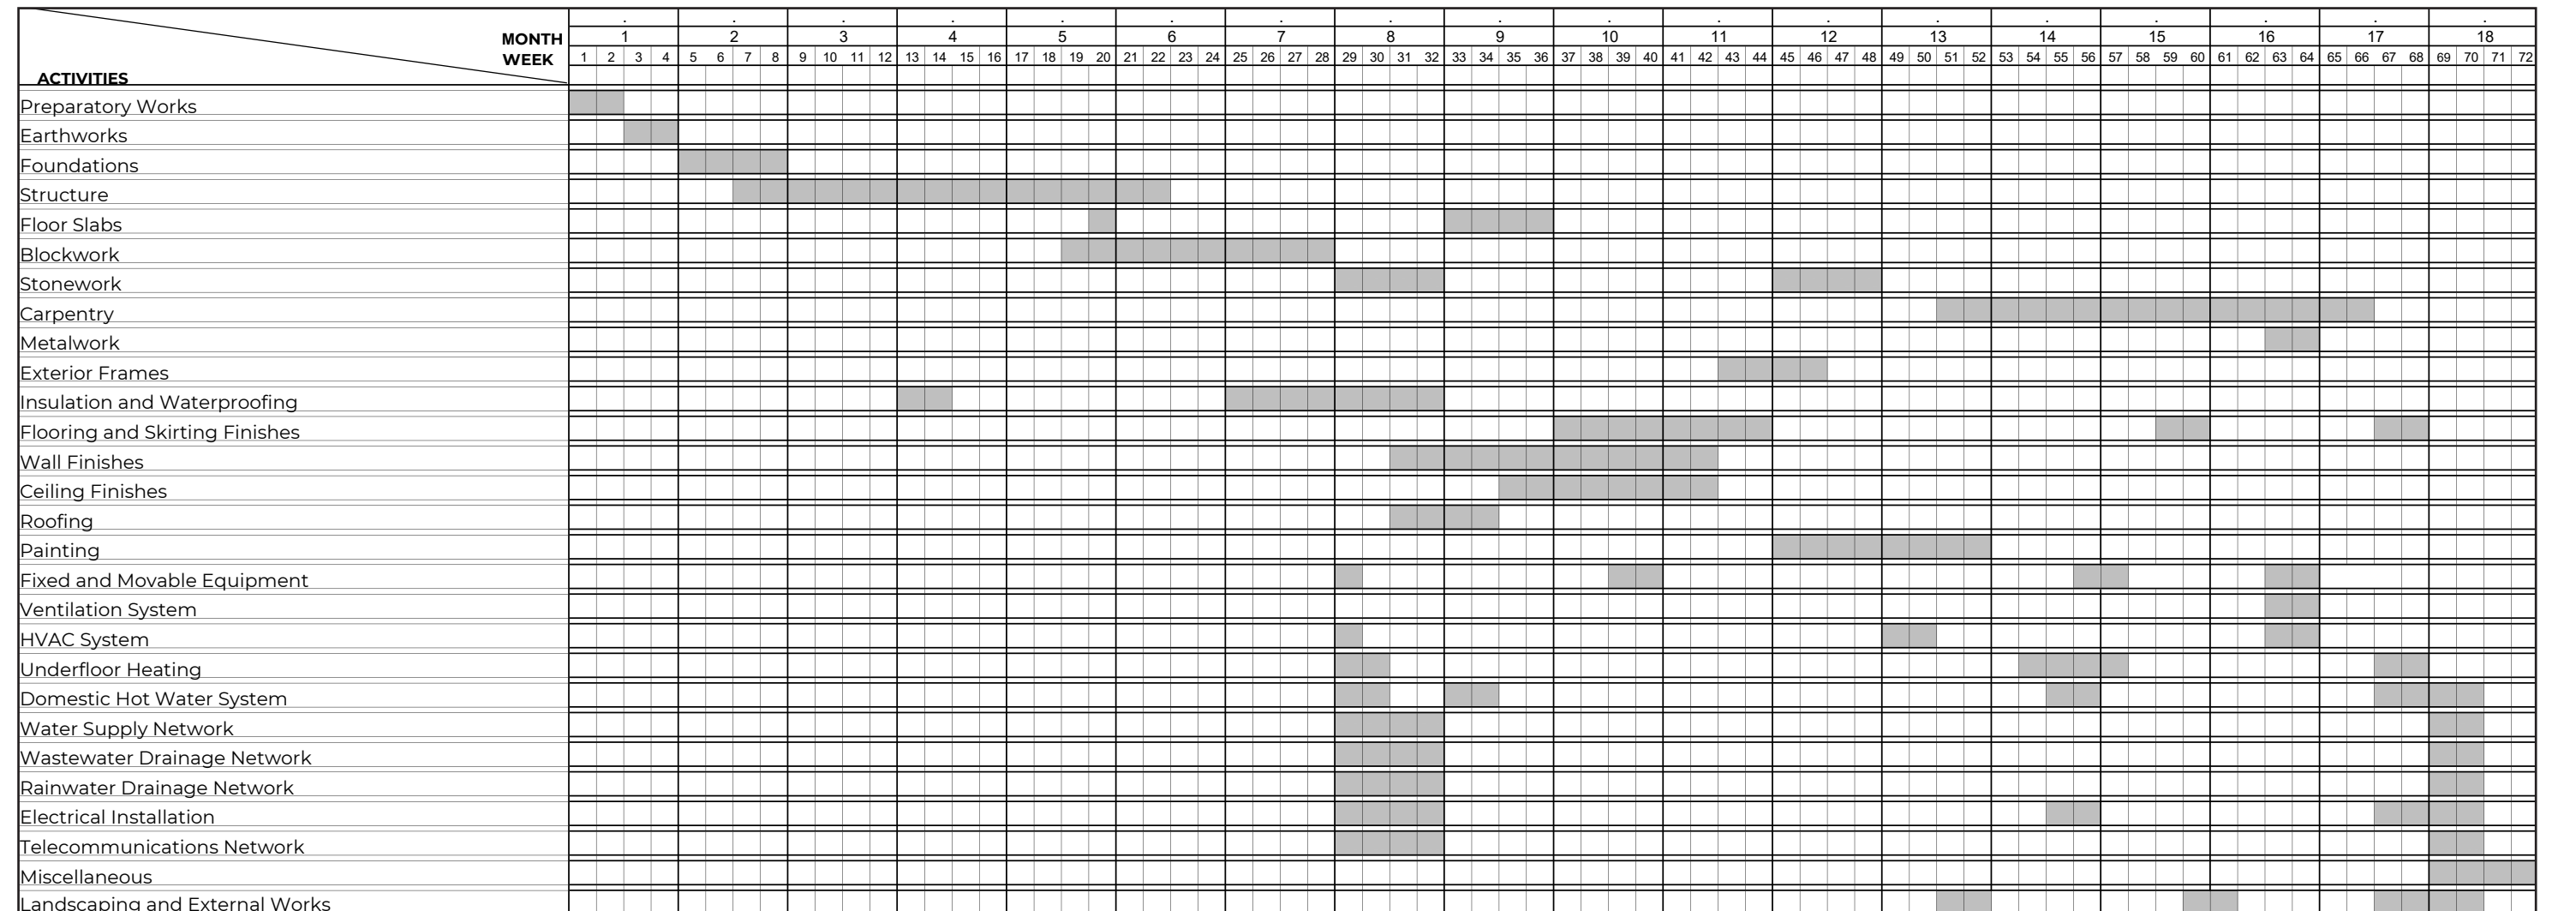 . . . . . . . . . . . . . . . . . .
MONTH 1 2 3 4 5 6 7 8 9 10 11 12 13 14 15 16 17 18
WEEK 1 2 3 4 5 6 7 8 9 10 11 12 13 14 15 16 17 18 19 20 21 22 23 24 25 26 27 28 29 30 31 32 33 34 35 36 37 38 39 40 41 42 43 44 45 46 47 48 49 50 51 52 53 54 55 56 57 58 59 60 61 62 63 64 65 66 67 68 69 70 71 72
ACTIVITIES
Preparatory Works
Earthworks
Foundations
Structure
Floor Slabs
Blockwork
Stonework
Carpentry
Metalwork
Exterior Frames
Insulation and Waterproofing
Flooring and Skirting Finishes
Wall Finishes
Ceiling Finishes
Roofing
Painting
Fixed and Movable Equipment
Ventilation System
HVAC System
Underfloor Heating
Domestic Hot Water System
Water Supply Network
Wastewater Drainage Network
Rainwater Drainage Network
Electrical Installation
Telecommunications Network
Miscellaneous
Landscaping and External Works